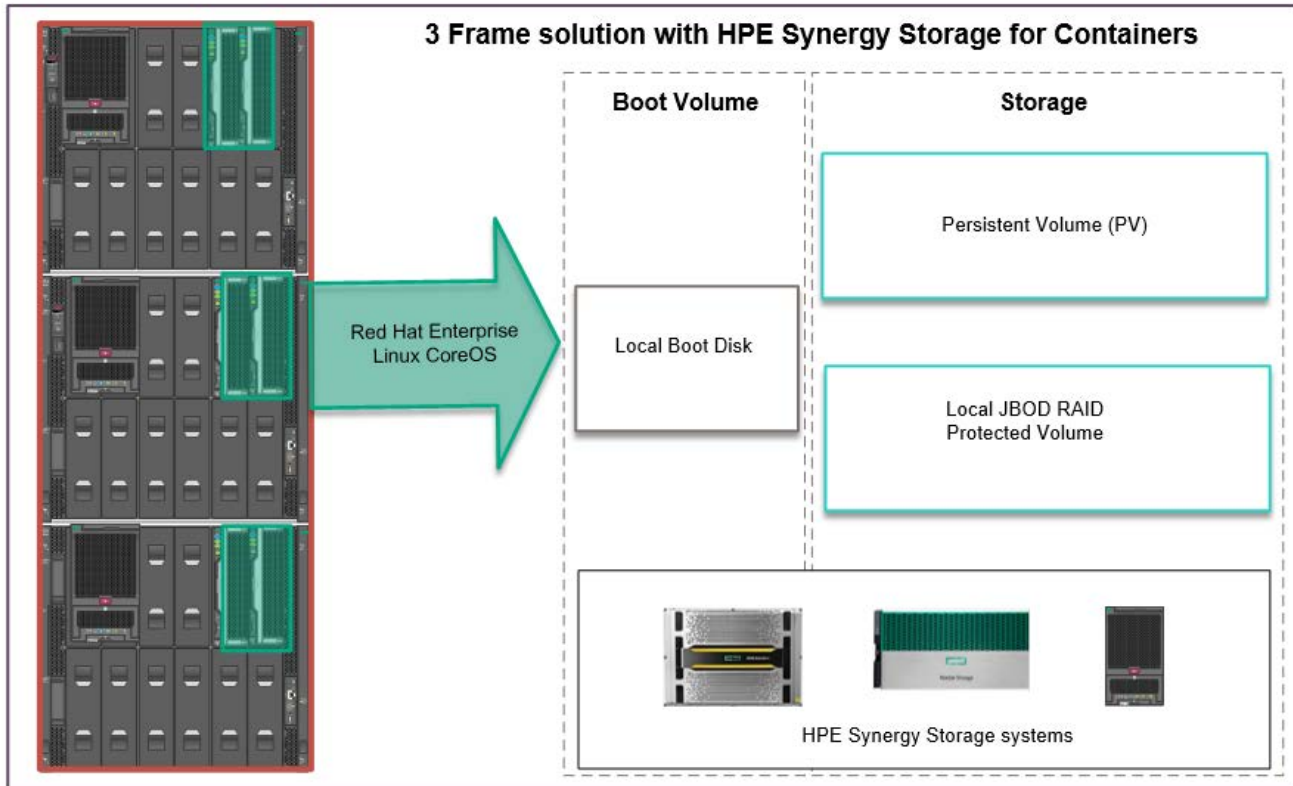 3 Frame solution with HPE Synergy Storage for Containers
Boot Volume
Storage
Persistent Volume (PV)
Red Hat Enterprise
Linux CoreOS
Local Boot Disk
Local JBOD RAID
Protected Volume
HPE Synergy Storage systems